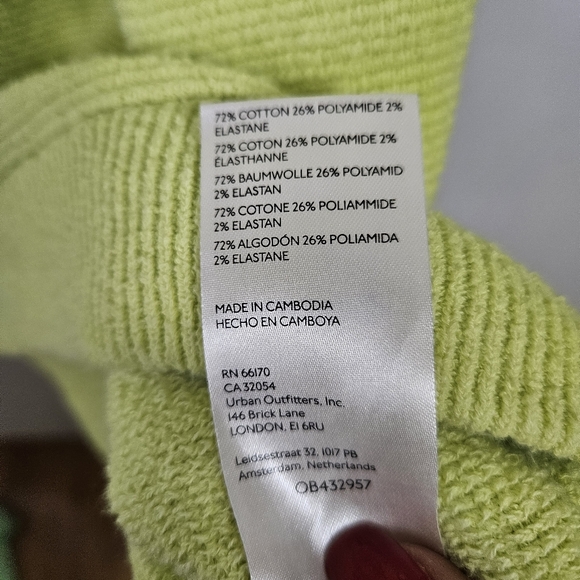 72% COTTON 26% POLYAMIDE 2%
ELASTANE
72% COTON 26% POLYAMIDE 2%
ÉLASTHANNE
72% BAUMWOLLE 26% POLYAMID
2% ELASTAN
72% COTONE 26% POLIAMMIDE
2% ELASTAN
72% ALGODÓN 26% POLIAMIDA
2% ELASTANE
MADE IN CAMBODIA
HECHO EN CAMBOYA
RN 66170
CA 32054
Urban Outfitters, Inc.
146 Brick Lane
LONDON, E1 6RU
Leidsestraat 32, 1017 PB
Amsterdam, Netherlands
OB432957